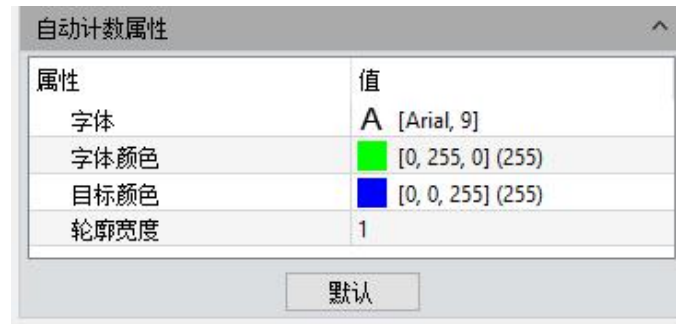 自动计数属性
属性 值
字体 A [Arial, 9]
字体颜色 [0, 255, 0] (255)
目标颜色 [0, 0, 255] (255)
轮廓宽度 1
默认